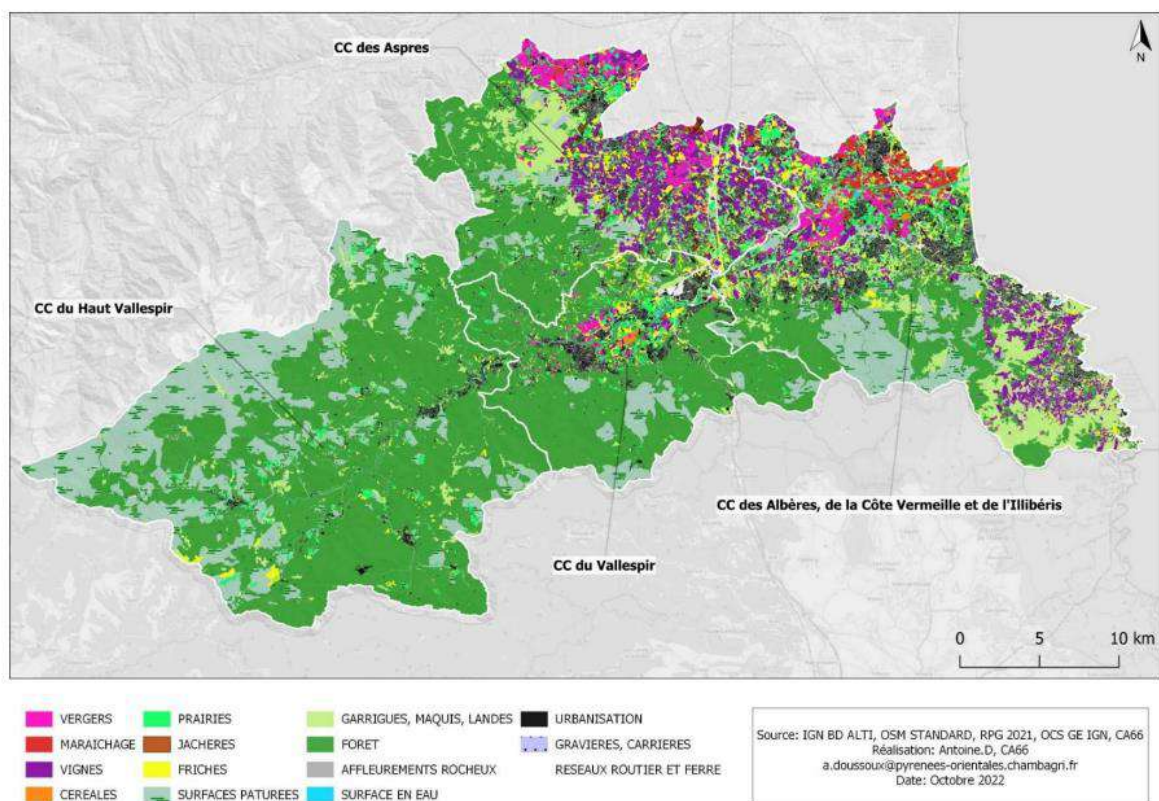 CC des Aspres
N
CC du Haut Vallespir
CC des Albères, de la Côte Vermeille et de l'Illibéris
CC du Vallespir
0 5 10 km
VERGERS
MARAICHAGE
VIGNES
CEREALES
PRAIRIES
JACHERES
FRICHES
SURFACES PATUREES
GARRIGUES, MAQUIS, LANDES
FORET
AFFLEUREMENTS ROCHEUX
SURFACE EN EAU
URBANISATION
GRAVIERES, CARRIERES
RESEAUX ROUTIER ET FERRE
Source: IGN BD ALTI, OSM STANDARD, RPG 2021, OCS GE IGN, CA66
Réalisation: Antoine.D, CA66
a.doussoux@pyrenees-orientales.chambagri.fr
Date: Octobre 2022